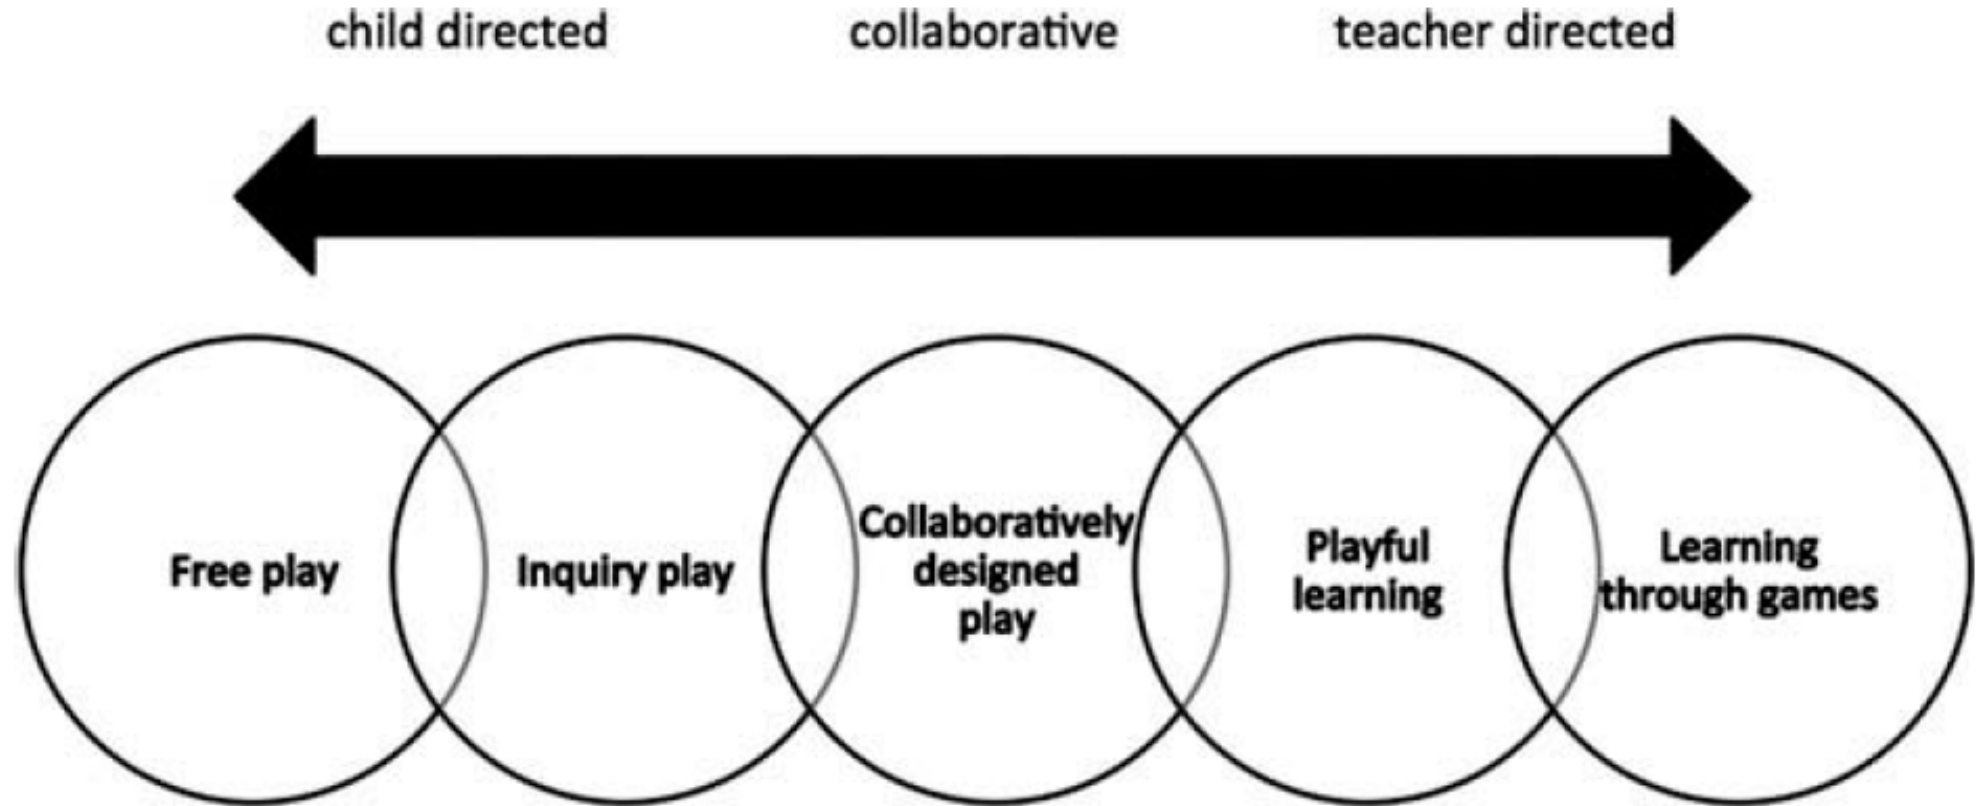 child directed
collaborative
teacher directed
Free play
Inquiry play
Collaboratively
designed
play
Playful
learning
Learning
through games